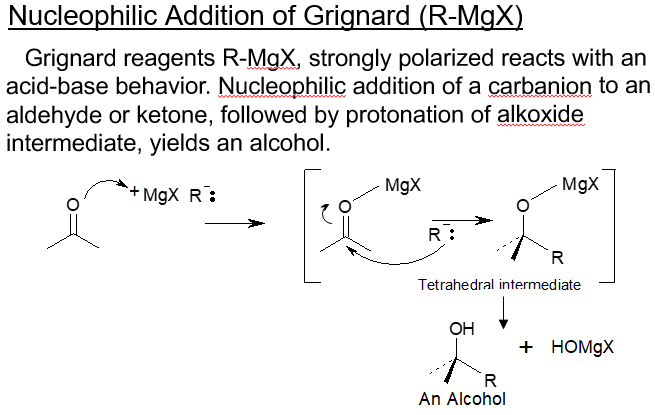 Nucleophilic Addition of Grignard (R-MgX)
Grignard reagents R-MgX, strongly polarized reacts with an
acid-base behavior. Nucleophilic addition of a carbanion to an
aldehyde or ketone, followed by protonation of alkoxide
intermediate, yields an alcohol.
O + MgX R⁻:
O MgX R⁻:
O MgX R
Tetrahedral intermediate
OH R + HOMgX
An Alcohol